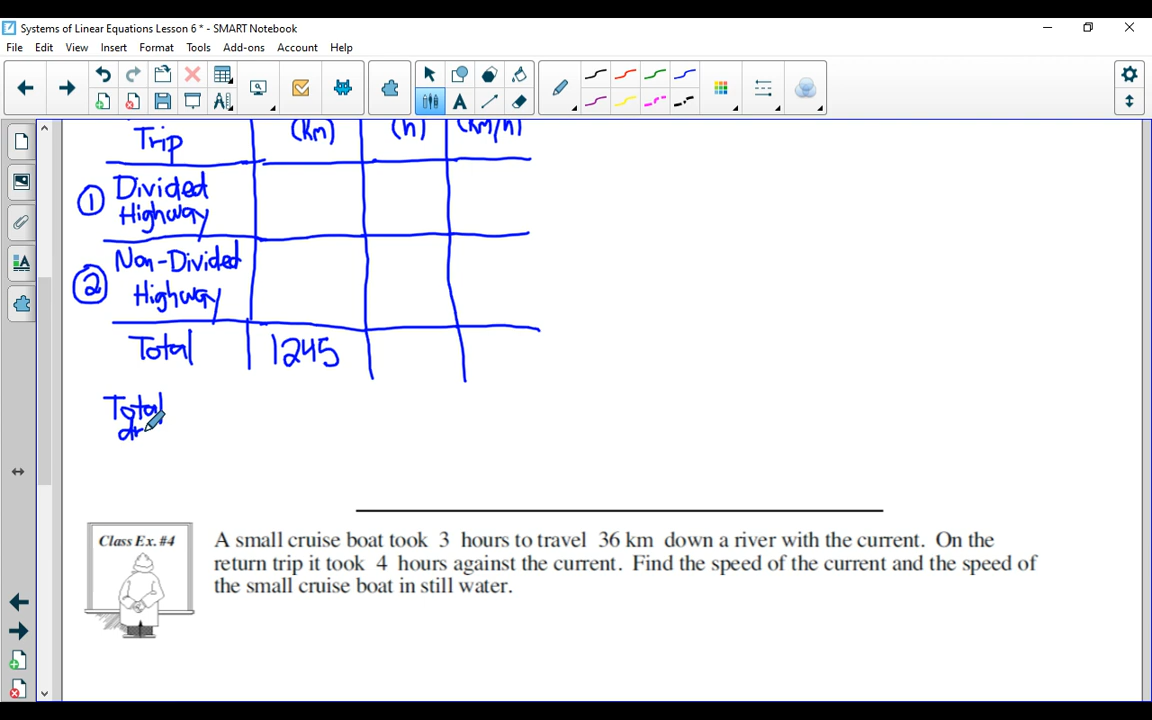 Systems of Linear Equations Lesson 6 * - SMART Notebook
File Edit View Insert Format Tools Add-ons Account Help
Trip (km) (h) (km/h)
① Divided
Highway
② Non-Divided
Highway
Total 1245
Total
dr
Class Ex. #4
A small cruise boat took 3 hours to travel 36 km down a river with the current. On the
return trip it took 4 hours against the current. Find the speed of the current and the speed of
the small cruise boat in still water.